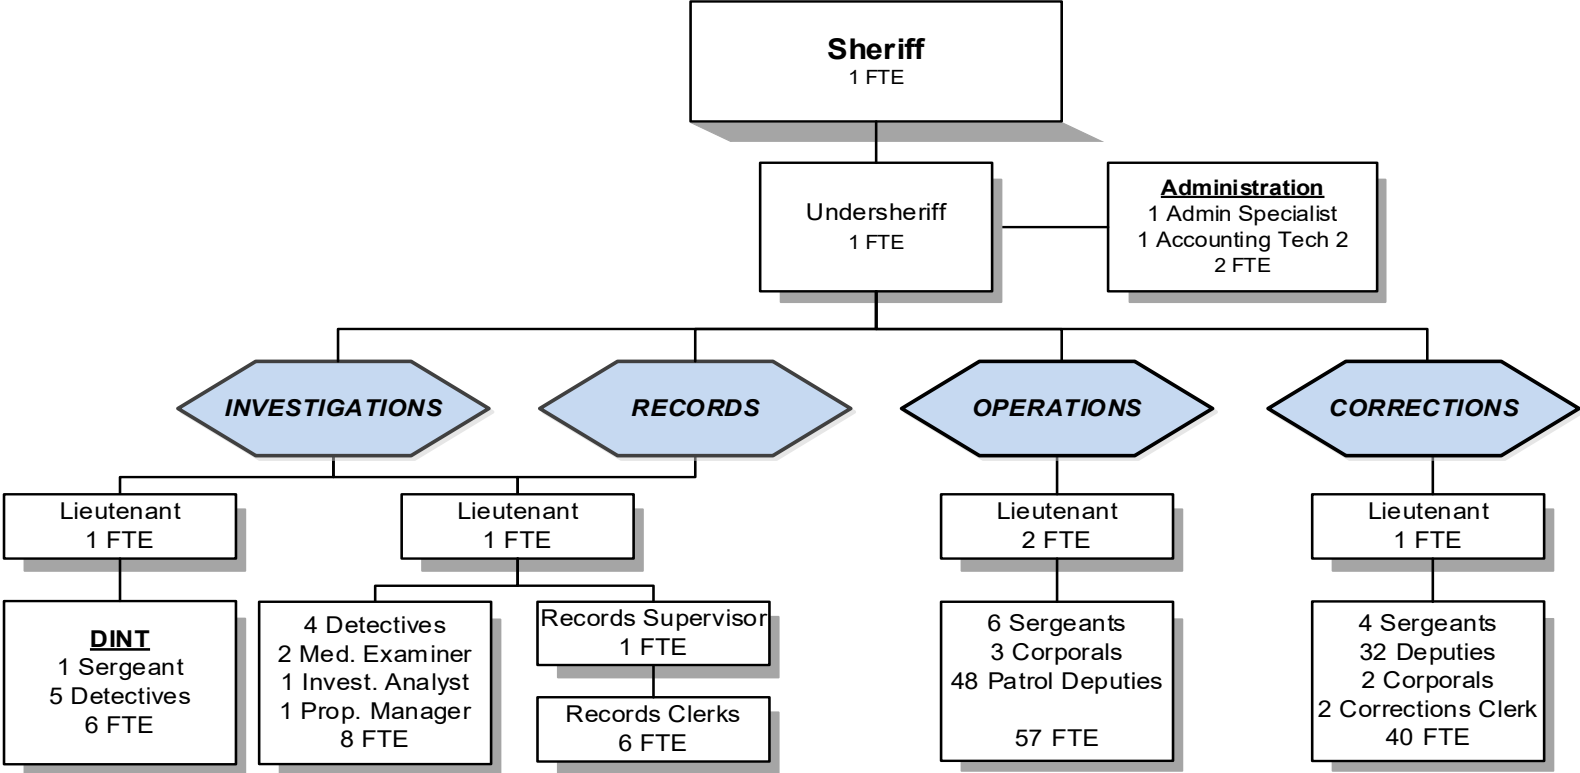 Sheriff
1 FTE
Undersheriff
1 FTE
Administration
1 Admin Specialist
1 Accounting Tech 2
2 FTE
INVESTIGATIONS
RECORDS
OPERATIONS
CORRECTIONS
Lieutenant
1 FTE
Lieutenant
1 FTE
Lieutenant
2 FTE
Lieutenant
1 FTE
DINT
1 Sergeant
5 Detectives
6 FTE
4 Detectives
2 Med. Examiner
1 Invest. Analyst
1 Prop. Manager
8 FTE
Records Supervisor
1 FTE
Records Clerks
6 FTE
6 Sergeants
3 Corporals
48 Patrol Deputies
57 FTE
4 Sergeants
32 Deputies
2 Corporals
2 Corrections Clerk
40 FTE